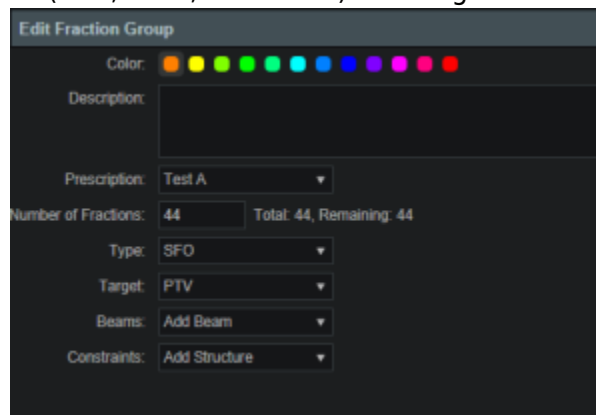 Edit Fraction Group
Color:
Description:
Prescription: Test A
Number of Fractions: 44 Total: 44, Remaining: 44
Type: SFO
Target: PTV
Beams: Add Beam
Constraints: Add Structure